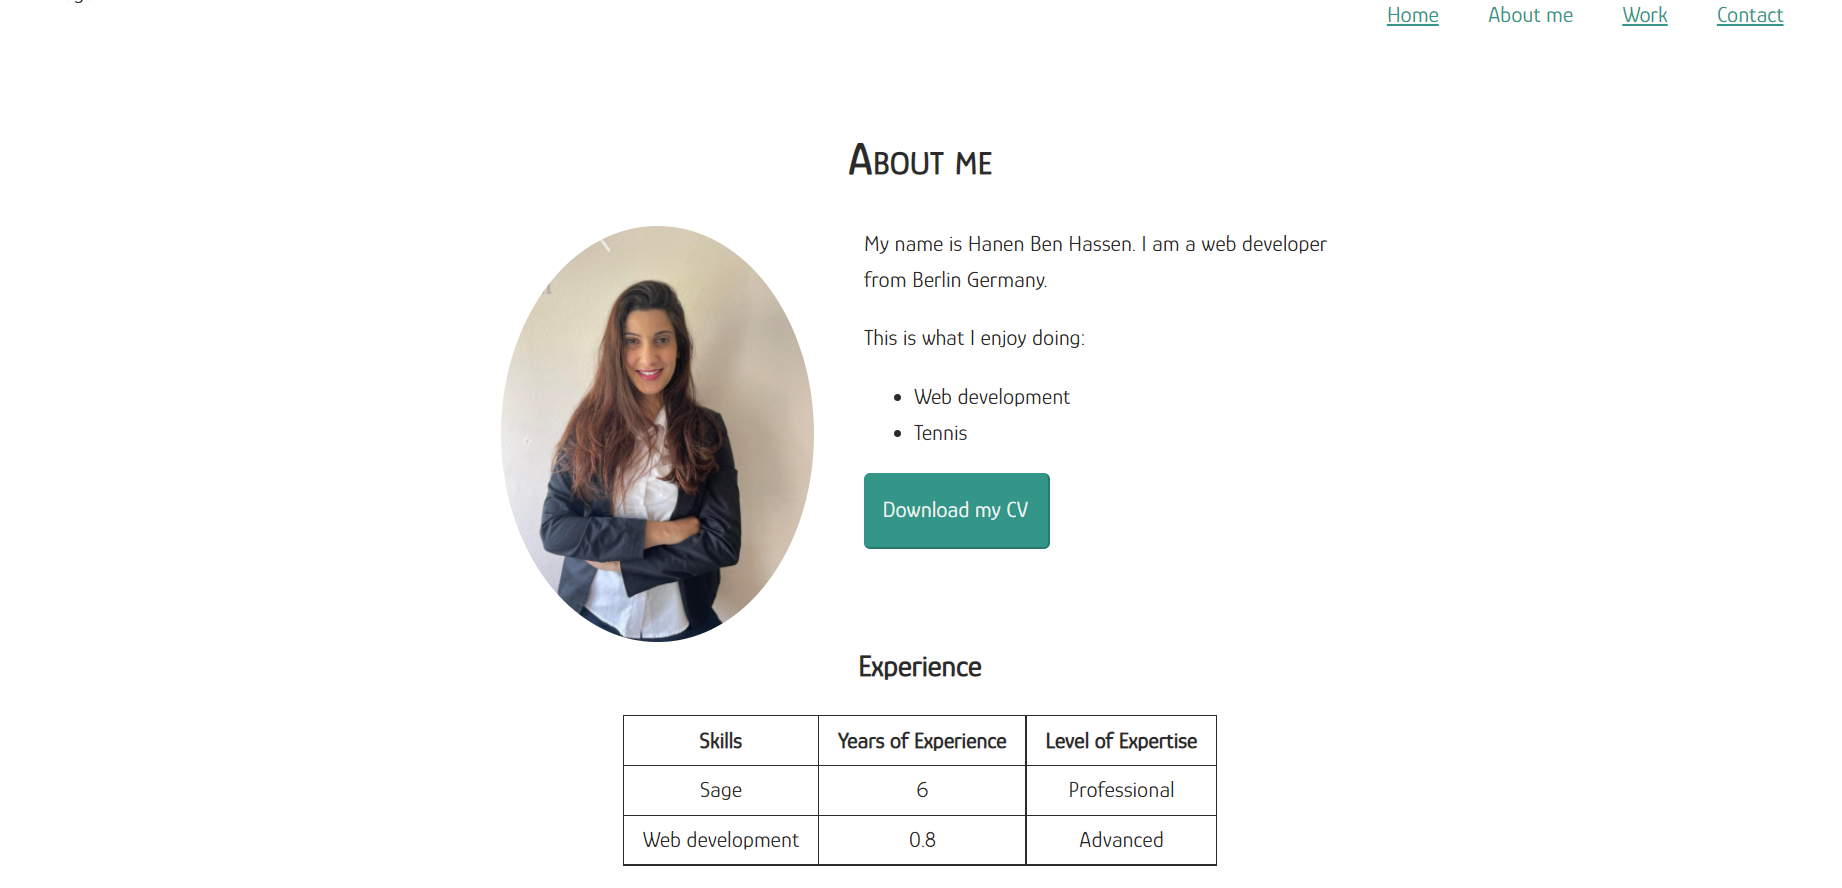 Home About me Work Contact
About me
My name is Hanen Ben Hassen. I am a web developer
from Berlin Germany.
This is what I enjoy doing:
• Web development
• Tennis
Download my CV
Experience
Skills Years of Experience Level of Expertise
Sage 6 Professional
Web development 0.8 Advanced